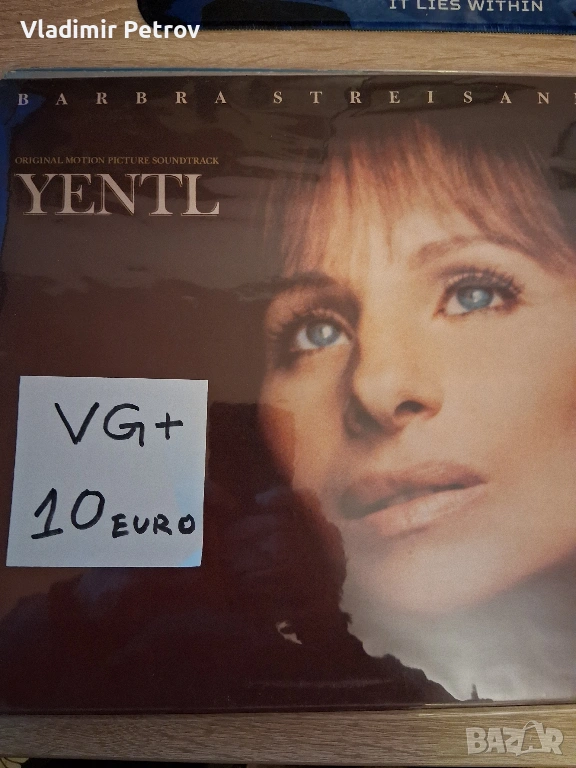 Vladimir Petrov
IT LIES WITHIN
BARBRA STREISAN
ORIGINAL MOTION PICTURE SOUNDTRACK
YENTL
VG+
10 EURO
BAZAR